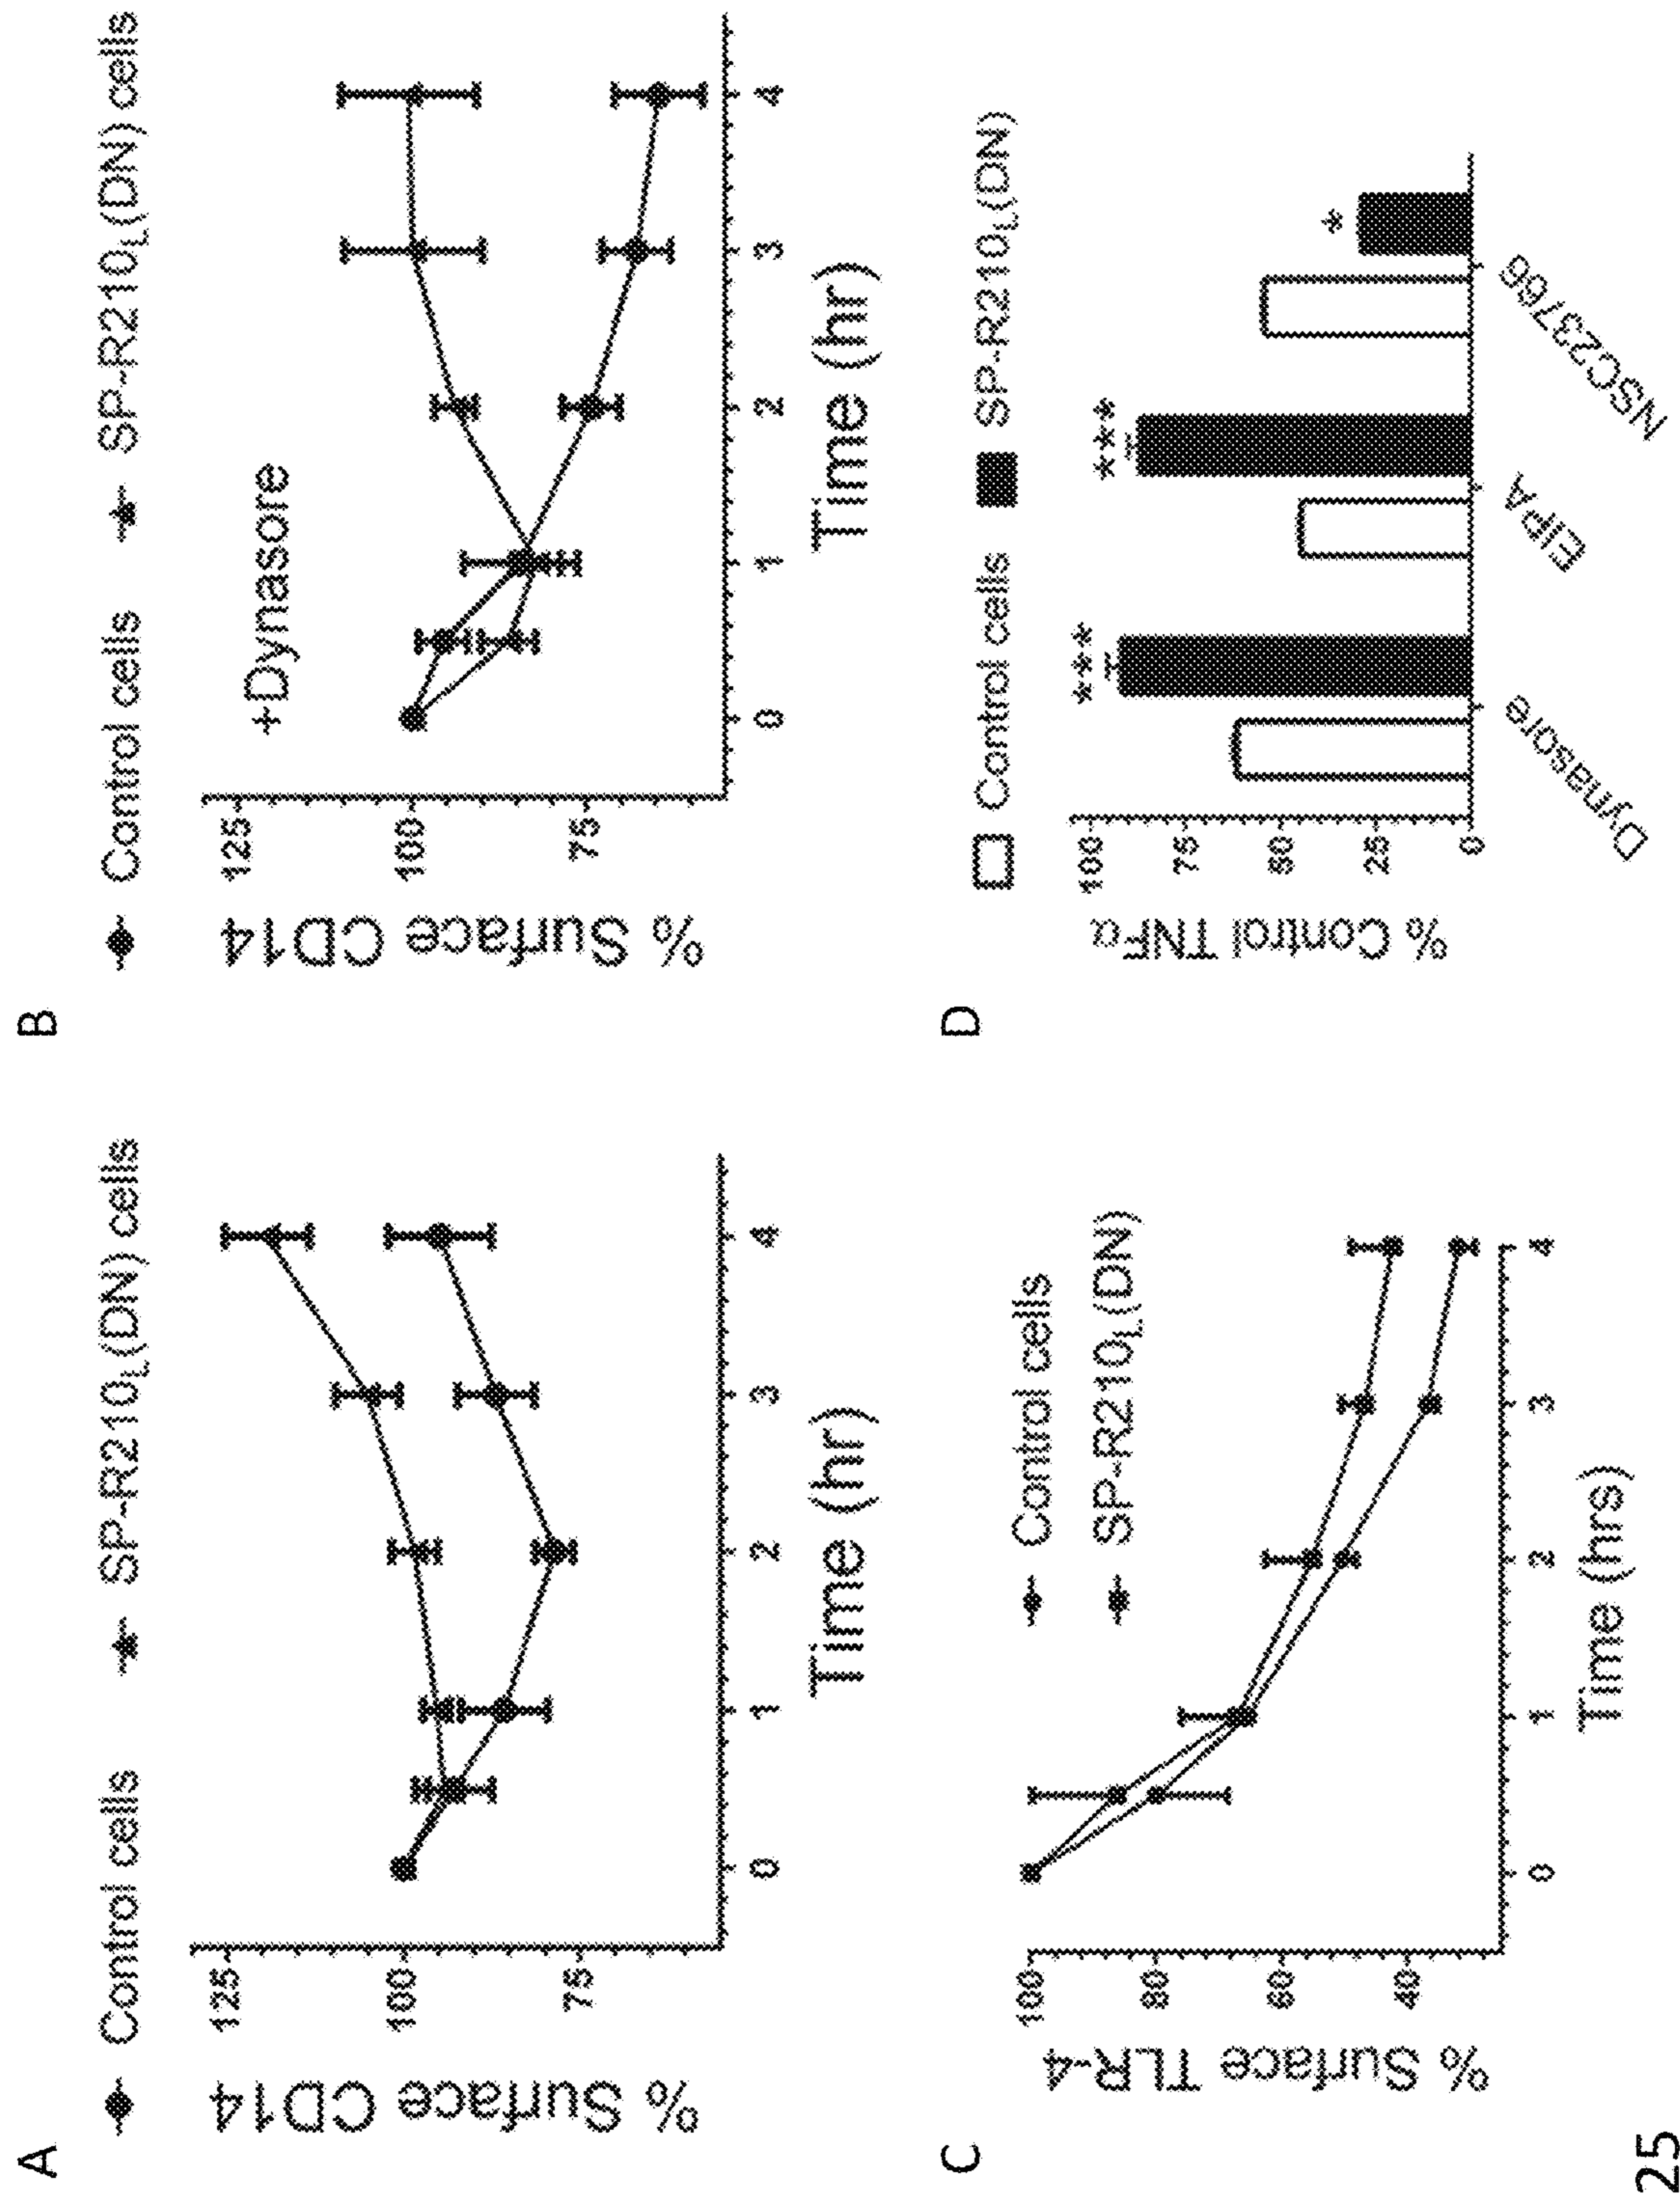 A
Control cells
SP-R210L(DN) cells
% Surface CD14
125
100
75
0 1 2 3 4
Time (hr)
B
Control cells
SP-R210L(DN) cells
+Dynasore
% Surface CD14
125
100
75
0 1 2 3 4
Time (hr)
C
Control cells
SP-R210L(DN)
% Surface TLR-4
100
80
60
40
0 1 2 3 4
Time (hrs)
D
Control cells
SP-R210L(DN)
% Control TNFα
100
75
50
25
0
***
***
*
Dynasore
EIPA
NSC23766
25